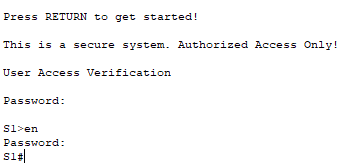 Press RETURN to get started!
This is a secure system. Authorized Access Only!
User Access Verification
Password:
S1>en
Password:
S1#